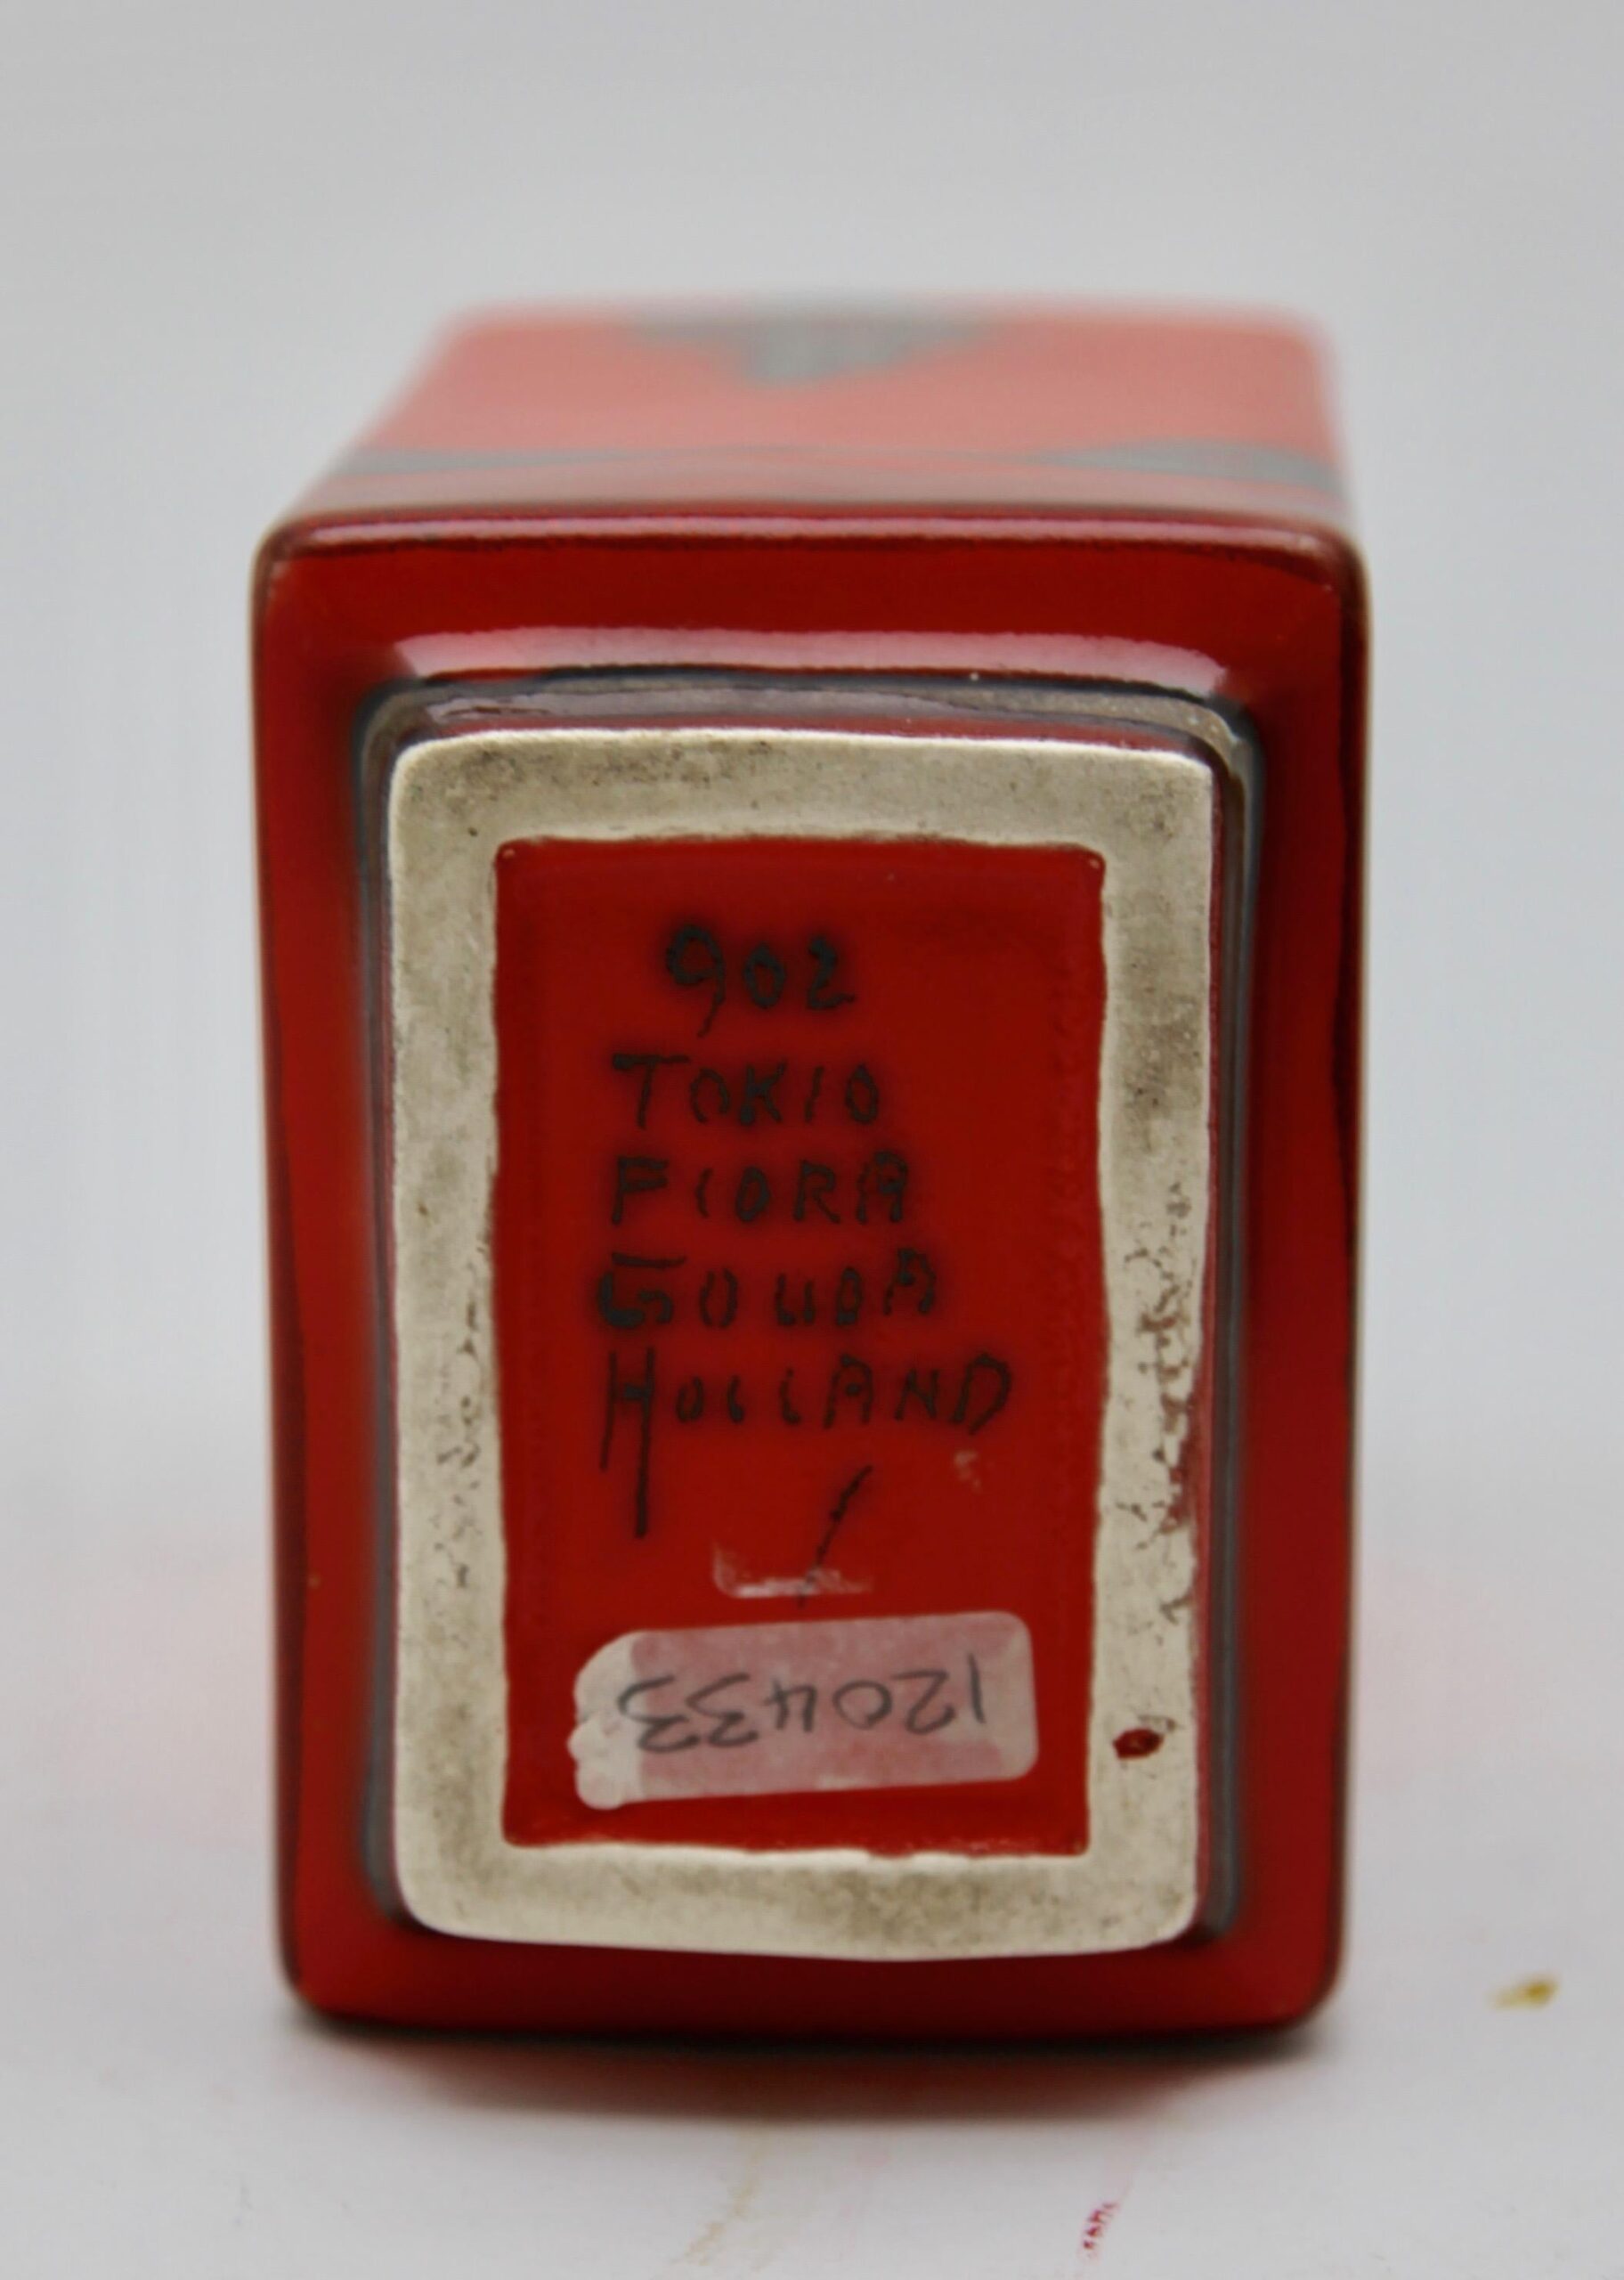 902
TOKIO
FIORA
GOUDA
HOLLAND
120433